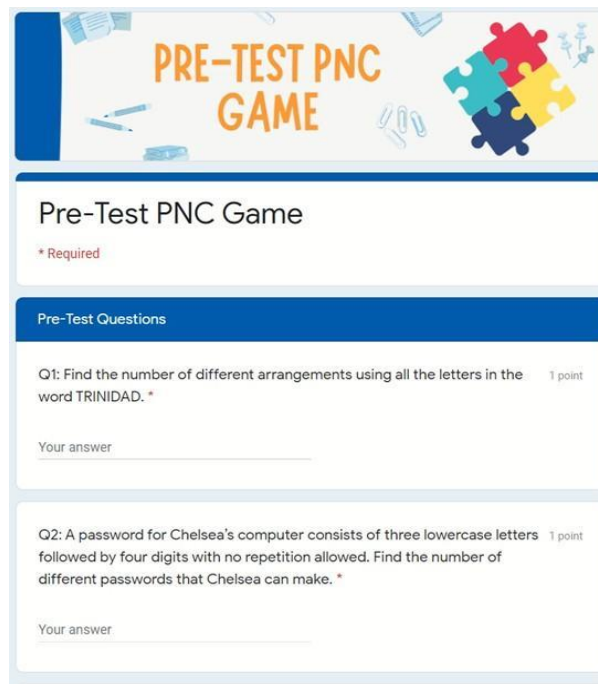 PRE-TEST PNC
GAME
Pre-Test PNC Game
* Required
Pre-Test Questions
Q1: Find the number of different arrangements using all the letters in the 1 point
word TRINIDAD. *
Your answer
Q2: A password for Chelsea's computer consists of three lowercase letters 1 point
followed by four digits with no repetition allowed. Find the number of
different passwords that Chelsea can make. *
Your answer